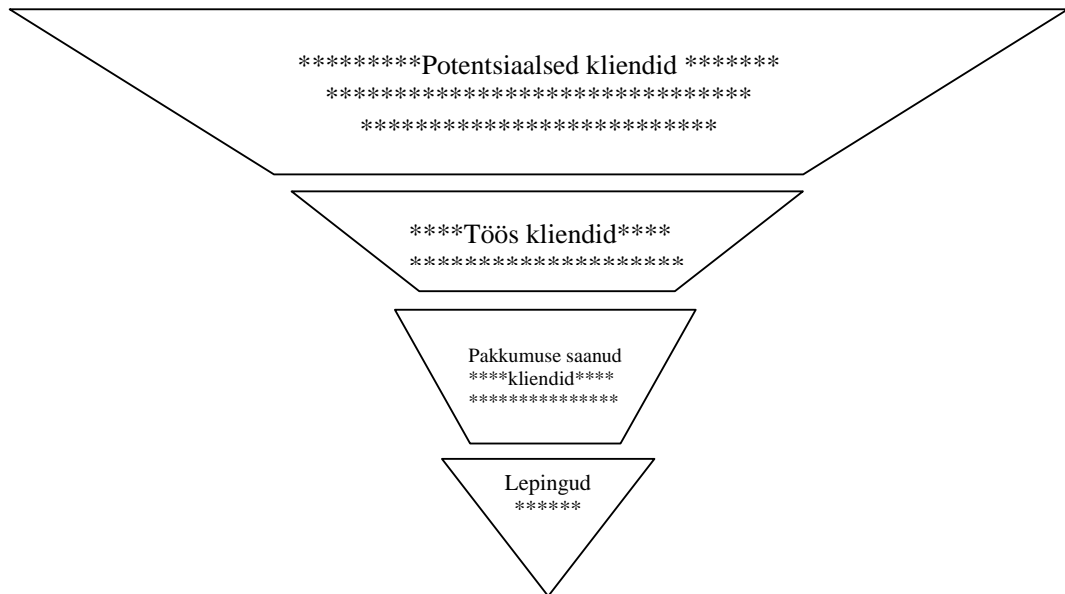 *********Potentsiaalsed kliendid *******
*******************************
**************************
****Töös kliendid****
********************
Pakkumuse saanud
****kliendid****
***************
Lepingud
******